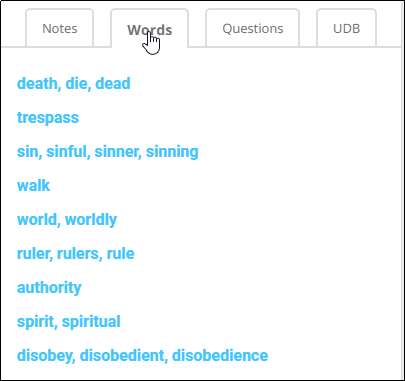 Notes Words Questions UDB
death, die, dead
trespass
sin, sinful, sinner, sinning
walk
world, worldly
ruler, rulers, rule
authority
spirit, spiritual
disobey, disobedient, disobedience